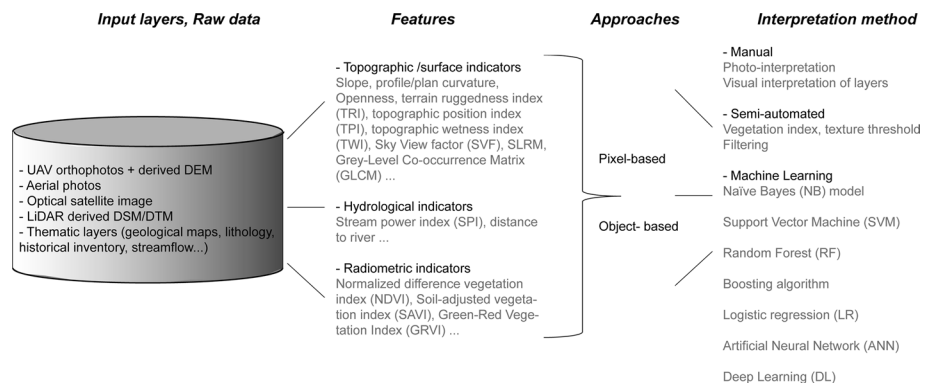 Input layers, Raw data
Features
Approaches
Interpretation method
- UAV orthophotos + derived DEM
- Aerial photos
- Optical satellite image
- LiDAR derived DSM/DTM
- Thematic layers (geological maps, lithology,
historical inventory, streamflow...)
- Topographic /surface indicators
Slope, profile/plan curvature,
Openness, terrain ruggedness index
(TRI), topographic position index
(TPI), topographic wetness index
(TWI), Sky View factor (SVF), SLRM,
Grey-Level Co-occurrence Matrix
(GLCM) ...
- Hydrological indicators
Stream power index (SPI), distance
to river ...
- Radiometric indicators
Normalized difference vegetation
index (NDVI), Soil-adjusted vegeta-
tion index (SAVI), Green-Red Vege-
tation Index (GRVI) ...
Pixel-based
Object- based
- Manual
Photo-interpretation
Visual interpretation of layers
- Semi-automated
Vegetation index, texture threshold
Filtering
- Machine Learning
Naïve Bayes (NB) model
Support Vector Machine (SVM)
Random Forest (RF)
Boosting algorithm
Logistic regression (LR)
Artificial Neural Network (ANN)
Deep Learning (DL)